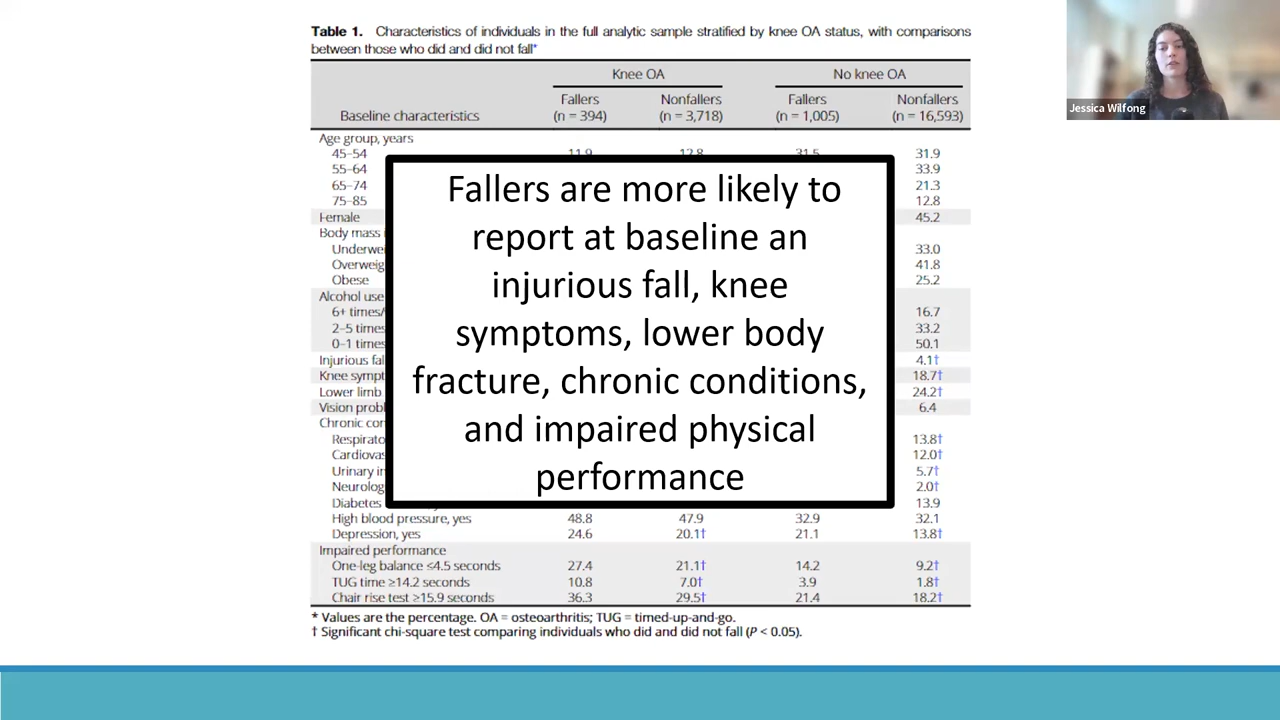 Table 1. Characteristics of individuals in the full analytic sample stratified by knee OA status, with comparisons
between those who did and did not fall*
Knee OA No knee OA
Fallers Nonfallers Fallers Nonfallers
Baseline characteristics (n = 394) (n = 3,718) (n = 1,005) (n = 16,593)
Age group, years
45–54 11.9 12.8 31.5 31.9
55–64 33.9
65–74 21.3
75–85 12.8
Female 45.2
Body mass
33.0
41.8
Obese 25.2
Alcohol use
6+ times/ 16.7
2–5 times 33.2
0–1 times 50.1
Injurious fal 4.1†
Knee sympt 18.7†
Lower limb 24.2†
Vision prob 6.4
Chronic con
13.8†
12.0†
Urinary in 5.7†
2.0†
Diabetes 13.9
High blood pressure, yes 48.8 47.9 32.9 32.1
Depression, yes 24.6 20.1† 21.1 13.8†
Impaired performance
One-leg balance ≤4.5 seconds 27.4 21.1† 14.2 9.2†
TUG time ≥14.2 seconds 10.8 7.0† 3.9 1.8†
Chair rise test ≥15.9 seconds 36.3 29.5† 21.4 18.2†
* Values are the percentage. OA = osteoarthritis; TUG = timed-up-and-go.
† Significant chi-square test comparing individuals who did and did not fall (P < 0.05).
Fallers are more likely to
report at baseline an
injurious fall, knee
symptoms, lower body
fracture, chronic conditions,
and impaired physical
performance
Jessica Wilfong